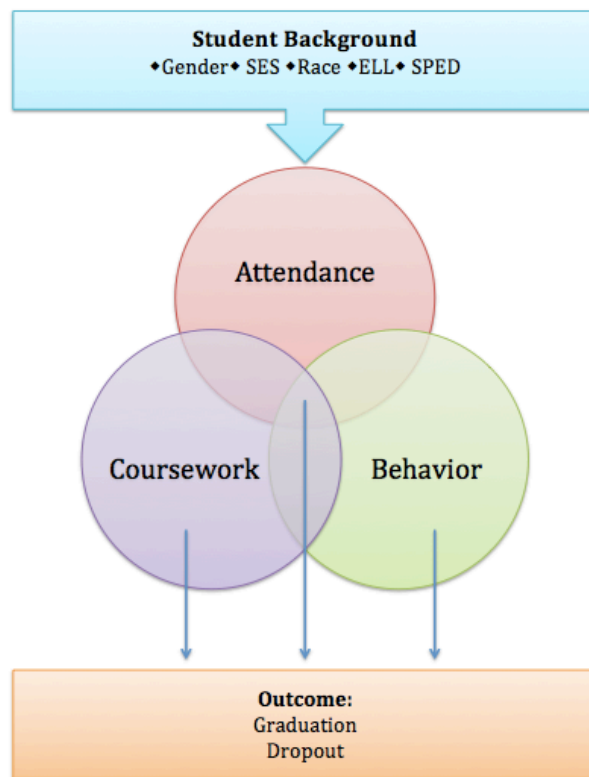 Student Background
◆Gender◆ SES ◆Race ◆ELL◆ SPED
Attendance
Coursework
Behavior
Outcome:
Graduation
Dropout